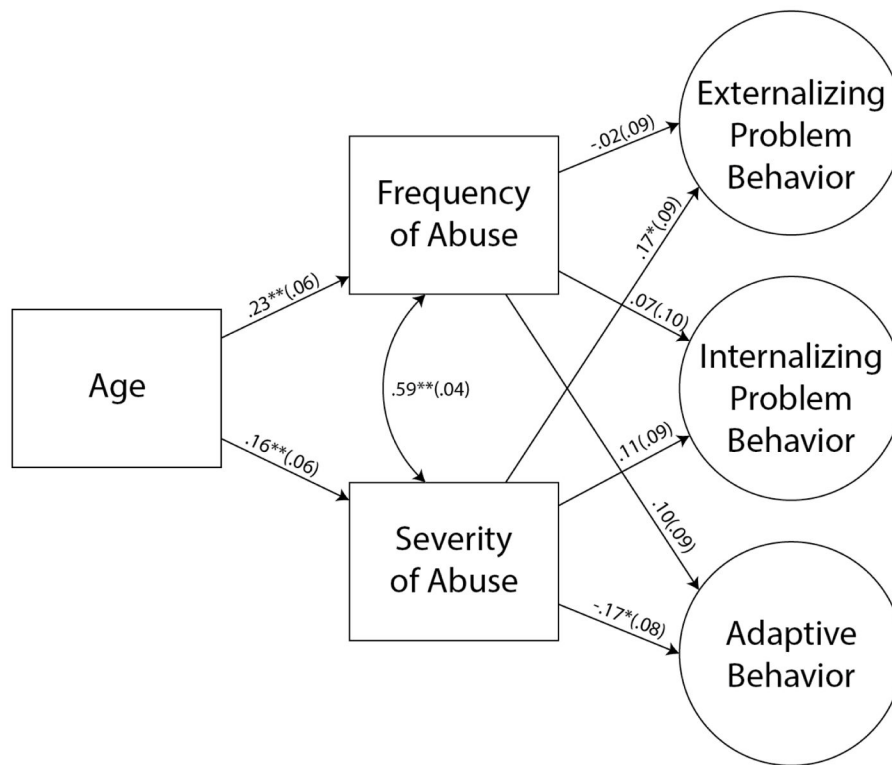 Externalizing
Problem
Behavior
-.02(.09)
Frequency
of Abuse
.17*(.09)
.23**(.06)
.07(.10)
Internalizing
Problem
Behavior
Age
.59**(.04)
.16**(.06)
.11(.09)
.10(.09)
Severity
of Abuse
-.17*(.08)
Adaptive
Behavior